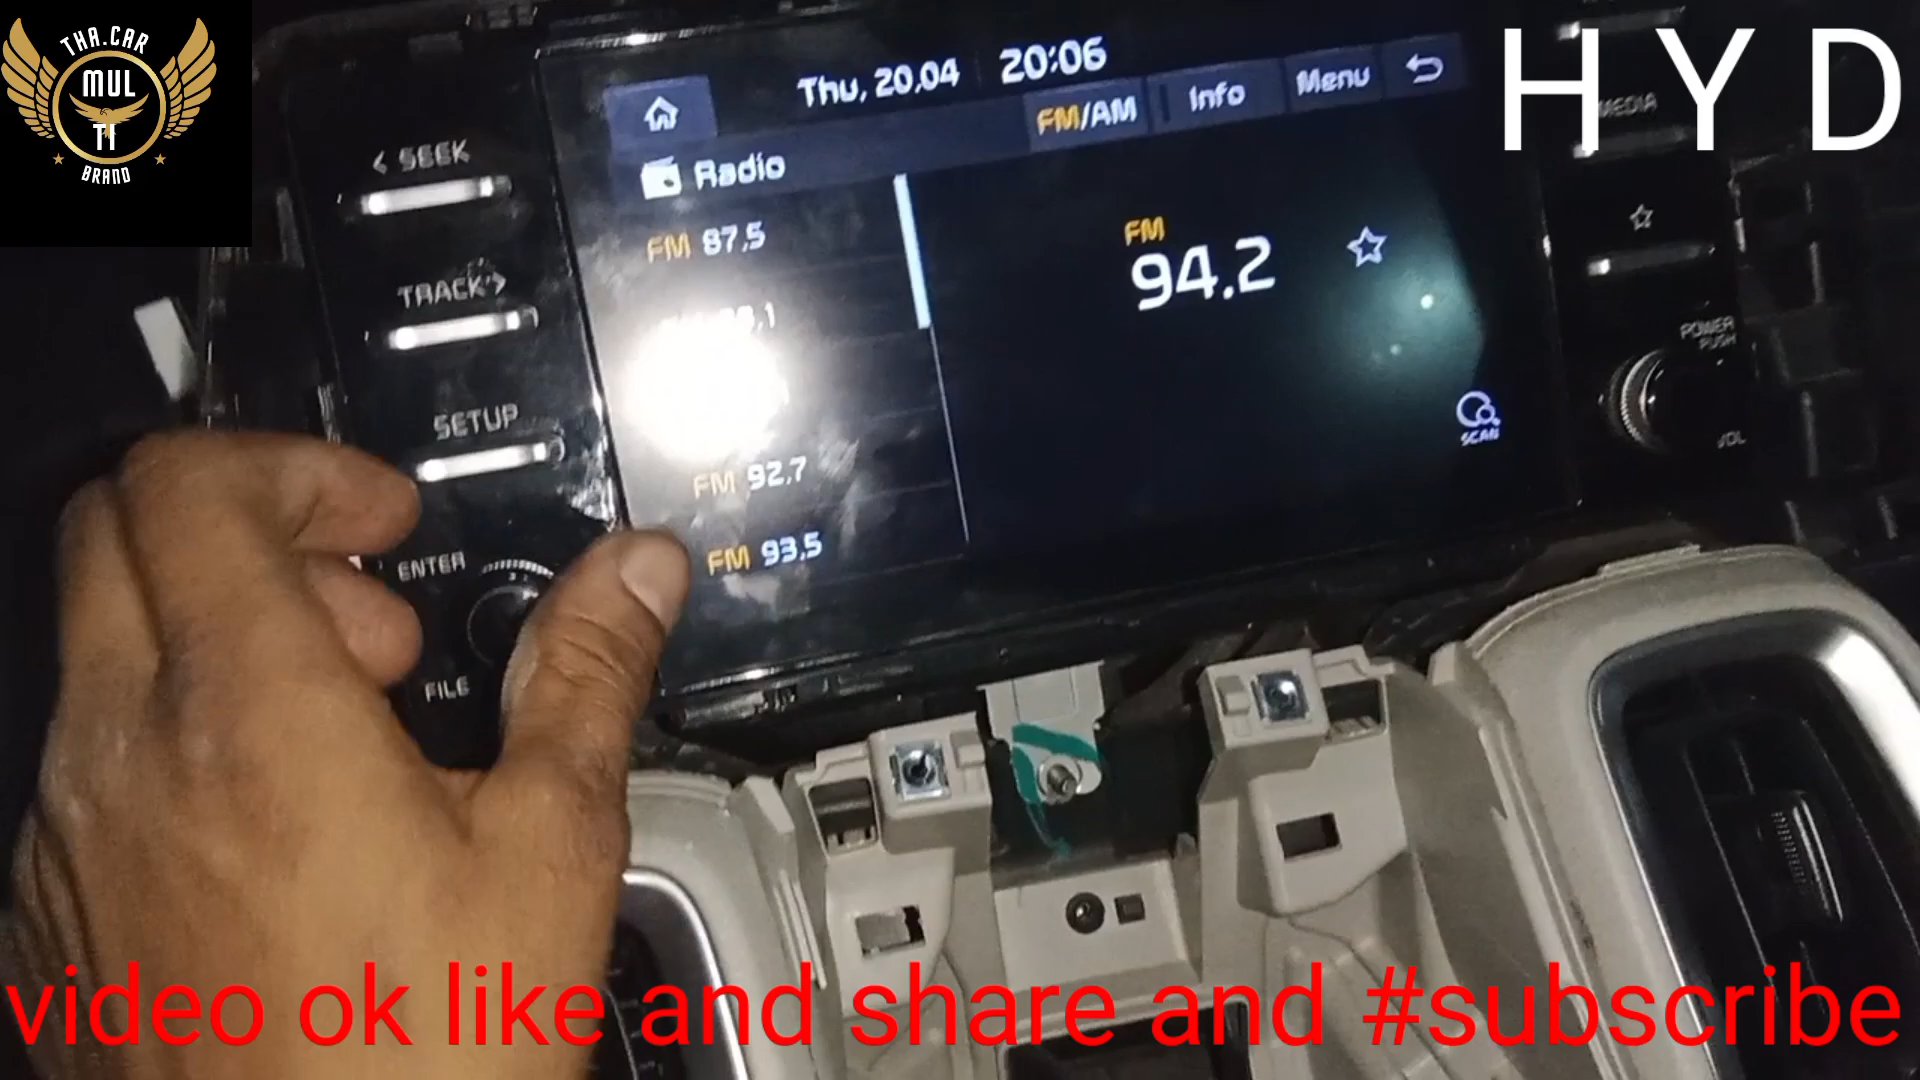 THA.CAR
MUL
TI
BRAND
H Y D
Thu, 20.04 20:06
FM/AM Info Menu
Radio
FM 87.5
FM 92.7
FM 93.5
FM
94.2
SCAN
< SEEK
TRACK >
SETUP
ENTER
FILE
MEDIA
POWER
PUSH
VOL
video ok like and share and #subscribe